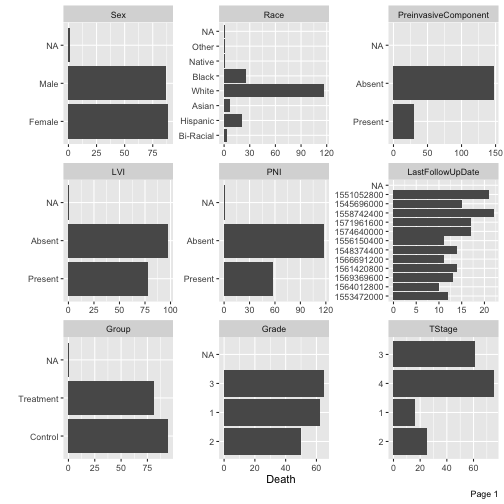 Sex
NA
Male
Female
0 25 50 75
Race
NA
Other
Native
Black
White
Asian
Hispanic
Bi-Racial
0 30 60 90 120
PreinvasiveComponent
NA
Absent
Present
0 50 100 150
LVI
NA
Absent
Present
0 25 50 75 100
PNI
NA
Absent
Present
0 30 60 90 120
LastFollowUpDate
NA
1551052800
1545696000
1558742400
1571961600
1574640000
1556150400
1548374400
1566691200
1561420800
1569369600
1564012800
1553472000
0 5 10 15 20
Group
NA
Treatment
Control
0 25 50 75
Grade
NA
3
1
2
0 20 40 60
TStage
3
4
1
2
0 20 40 60
Death
Page 1